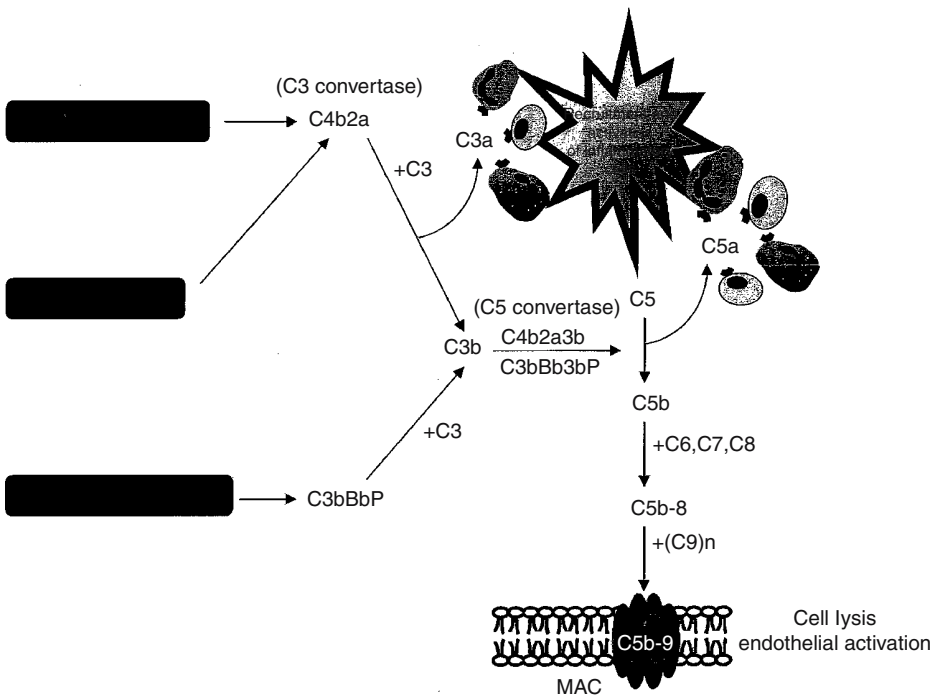 (C3 convertase)
C4b2a
+C3
C3a
C5a
(C5 convertase)
C5
C3b
C4b2a3b
C3bBb3bP
C5b
+C3
+C6,C7,C8
C3bBbP
C5b-8
+(C9)n
C5b-9
Cell lysis
endothelial activation
MAC